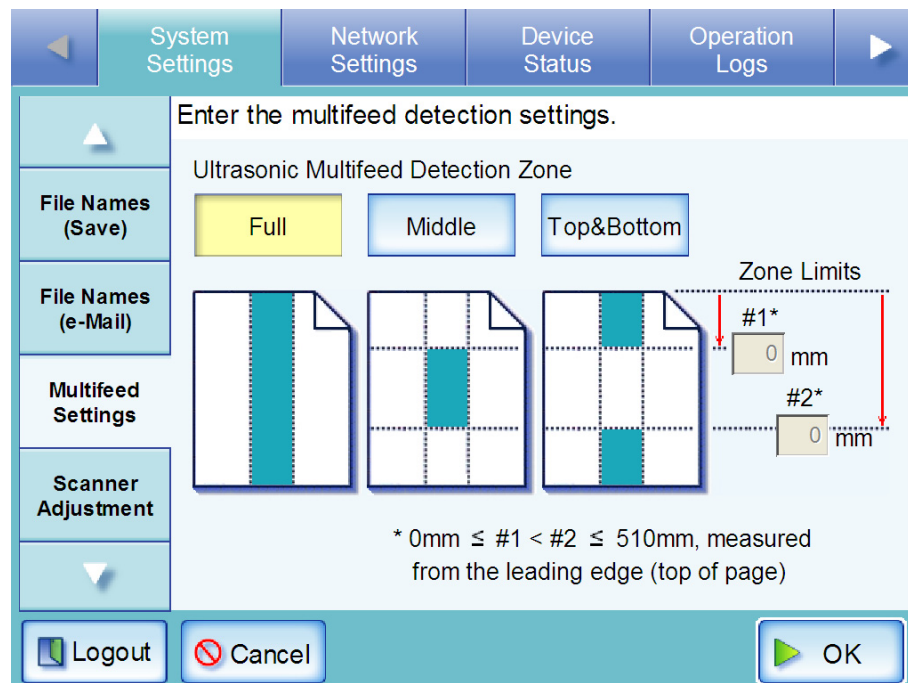 System
Settings
Network
Settings
Device
Status
Operation
Logs
Enter the multifeed detection settings.
File Names
(Save)
File Names
(e-Mail)
Multifeed
Settings
Scanner
Adjustment
Ultrasonic Multifeed Detection Zone
Full
Middle
Top&Bottom
Zone Limits
#1*
0 mm
#2*
0 mm
* 0mm ≤ #1 < #2 ≤ 510mm, measured
from the leading edge (top of page)
Logout
Cancel
OK